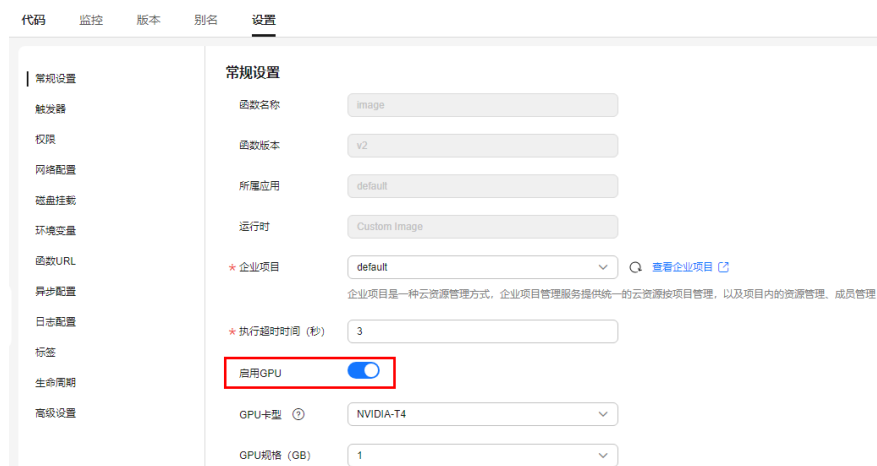 代码 监控 版本 别名 设置
常规设置
触发器
权限
网络配置
磁盘挂载
环境变量
函数URL
异步配置
日志配置
标签
生命周期
高级设置
常规设置
函数名称 image
函数版本 v2
所属应用 default
运行时 Custom Image
* 企业项目 default 查看企业项目
企业项目是一种云资源管理方式，企业项目管理服务提供统一的云资源按项目管理、以及项目内的资源管理、成员管理
* 执行超时时间（秒） 3
启用GPU
GPU卡型 ? NVIDIA-T4
GPU规格（GB） 1